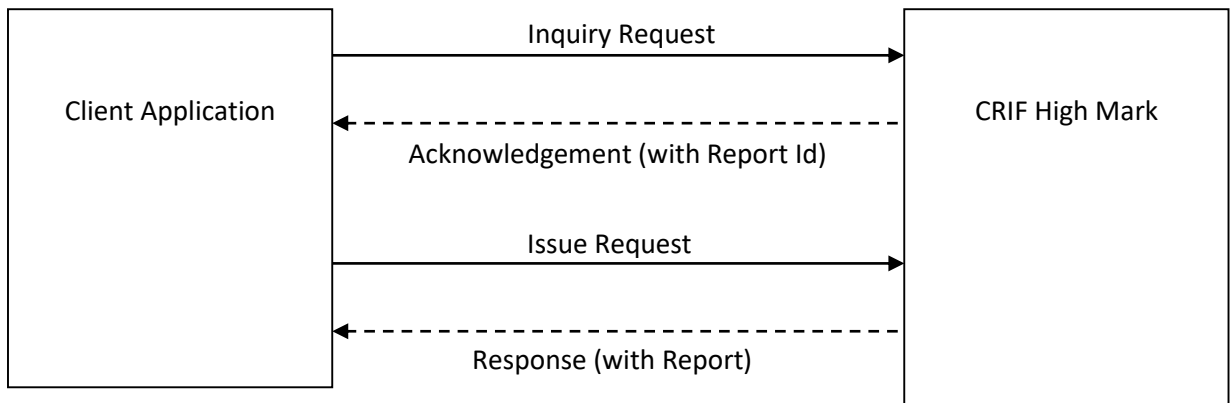 Inquiry Request
Client Application
CRIF High Mark
Acknowledgement (with Report Id)
Issue Request
Response (with Report)